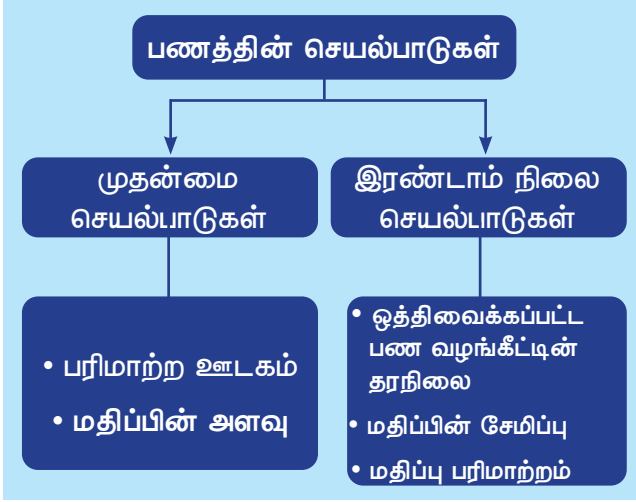 பணத்தின் செயல்பாடுகள்
முதன்மை
செயல்பாடுகள்
இரண்டாம் நிலை
செயல்பாடுகள்
• பரிமாற்ற ஊடகம்
• மதிப்பின் அளவு
• ஒத்திவைக்கப்பட்ட
பண வழங்கீட்டின்
தரநிலை
• மதிப்பின் சேமிப்பு
• மதிப்பு பரிமாற்றம்